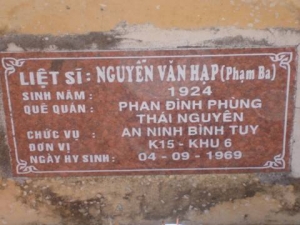 LIỆT SĨ : NGUYỄN VĂN HẠP (Phạm Ba)
SINH NĂM : 1924
QUÊ QUÁN : PHAN ĐÌNH PHÙNG
THÁI NGUYÊN
CHỨC VỤ : AN NINH BÌNH TUY
ĐƠN VỊ K15 - KHU 6
NGÀY HY SINH : 04 - 09 - 1969